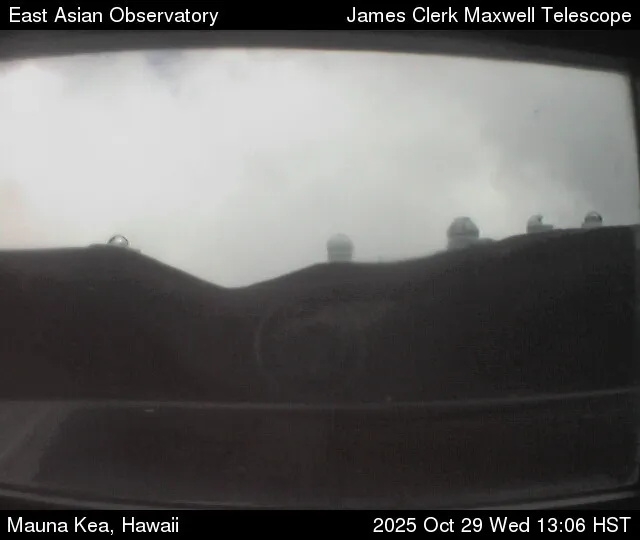 East Asian Observatory
James Clerk Maxwell Telescope
Mauna Kea, Hawaii
2025 Oct 29 Wed 13:06 HST